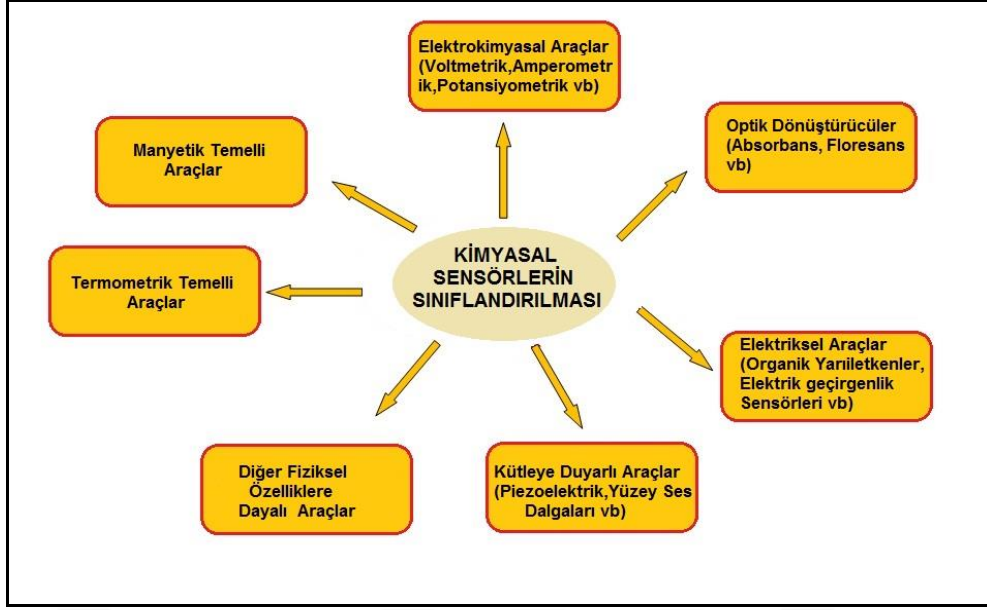 Elektrokimyasal Araçlar
(Voltmetrik,Amperometr
ik,Potansiyometrik vb)
Optik Dönüştürücüler
(Absorbans, Floresans
vb)
Manyetik Temelli
Araçlar
KİMYASAL
SENSÖRLERİN
SINIFLANDIRILMASI
Termometrik Temelli
Araçlar
Elektriksel Araçlar
(Organik Yarıiletkenler,
Elektrik geçirgenlik
Sensörleri vb)
Diğer Fiziksel
Özelliklere
Dayalı Araçlar
Kütleye Duyarlı Araçlar
(Piezoelektrik,Yüzey Ses
Dalgaları vb)